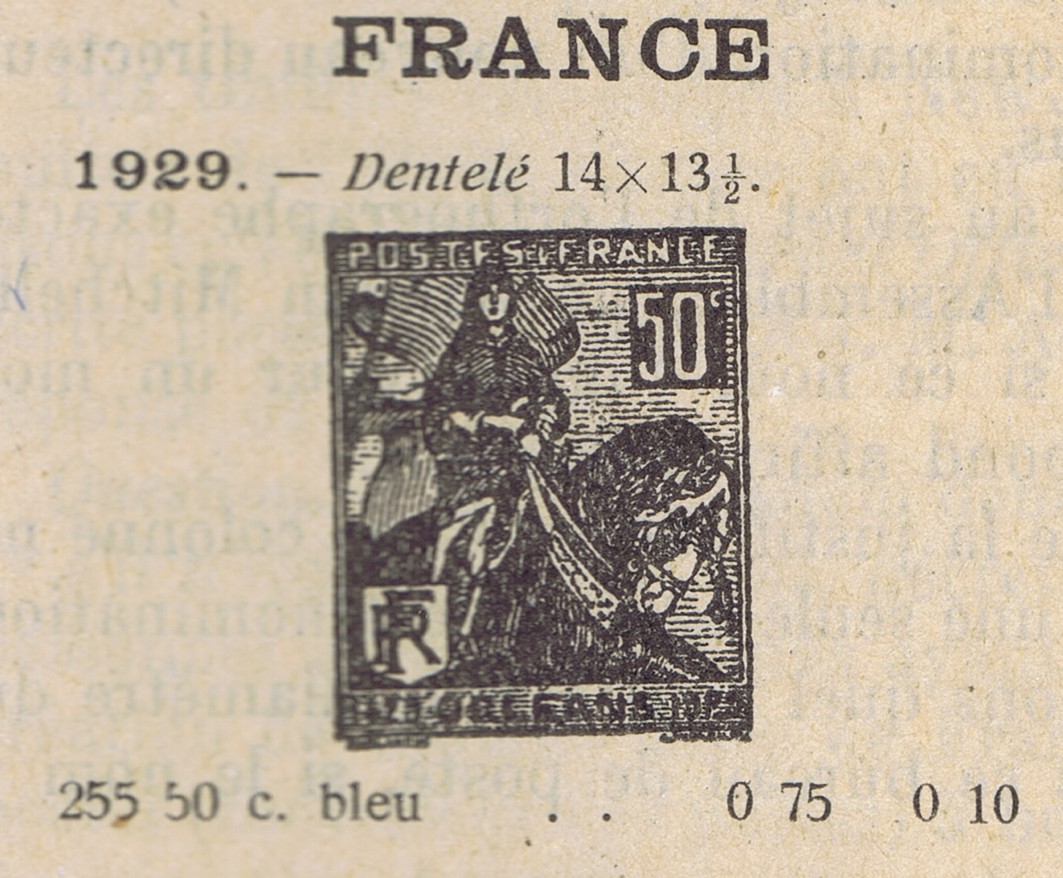 FRANCE
1929. — Dentelé 14×13½.
POSTES FRANCE
50c
RF
255 50 c. bleu . . 0 75 0 10